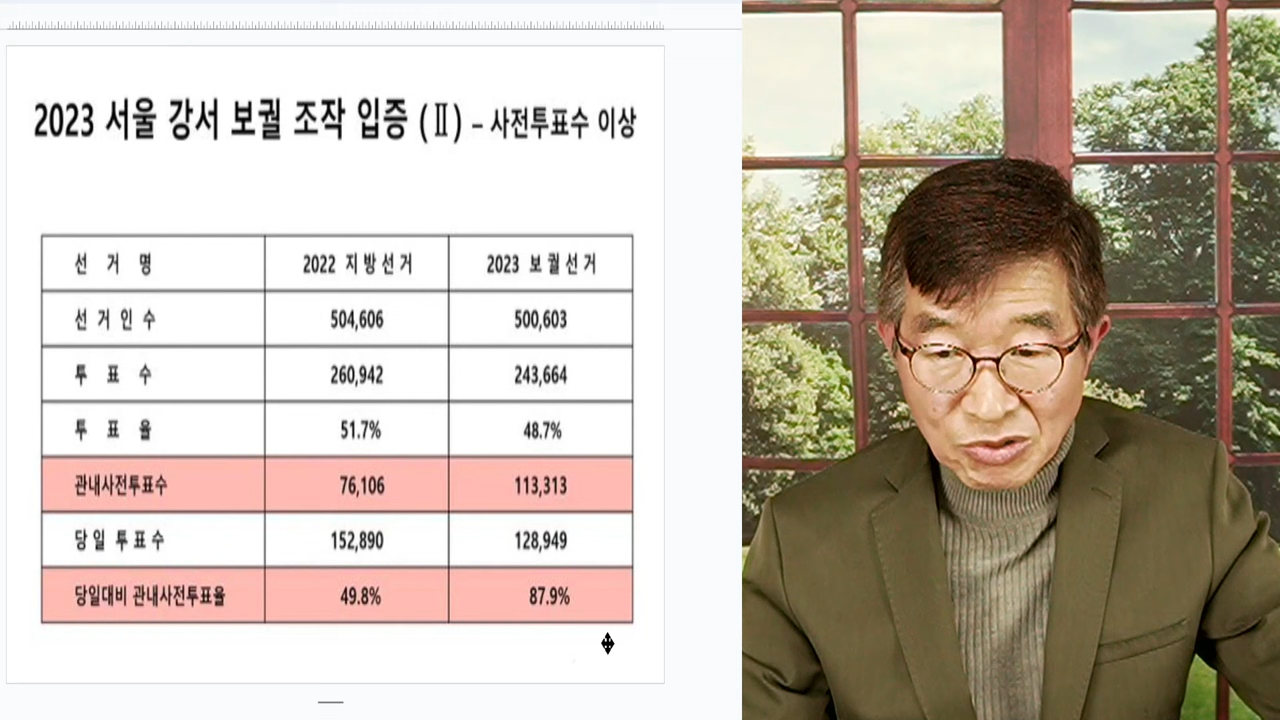 2023 서울 강서 보궐 조작 입증 (Ⅱ) – 사전투표수 이상
선 거 명 2022 지방선거 2023 보궐선거
선 거 인 수 504,606 500,603
투 표 수 260,942 243,664
투 표 율 51.7% 48.7%
관내사전투표수 76,106 113,313
당일 투표수 152,890 128,949
당일대비 관내사전투표율 49.8% 87.9%